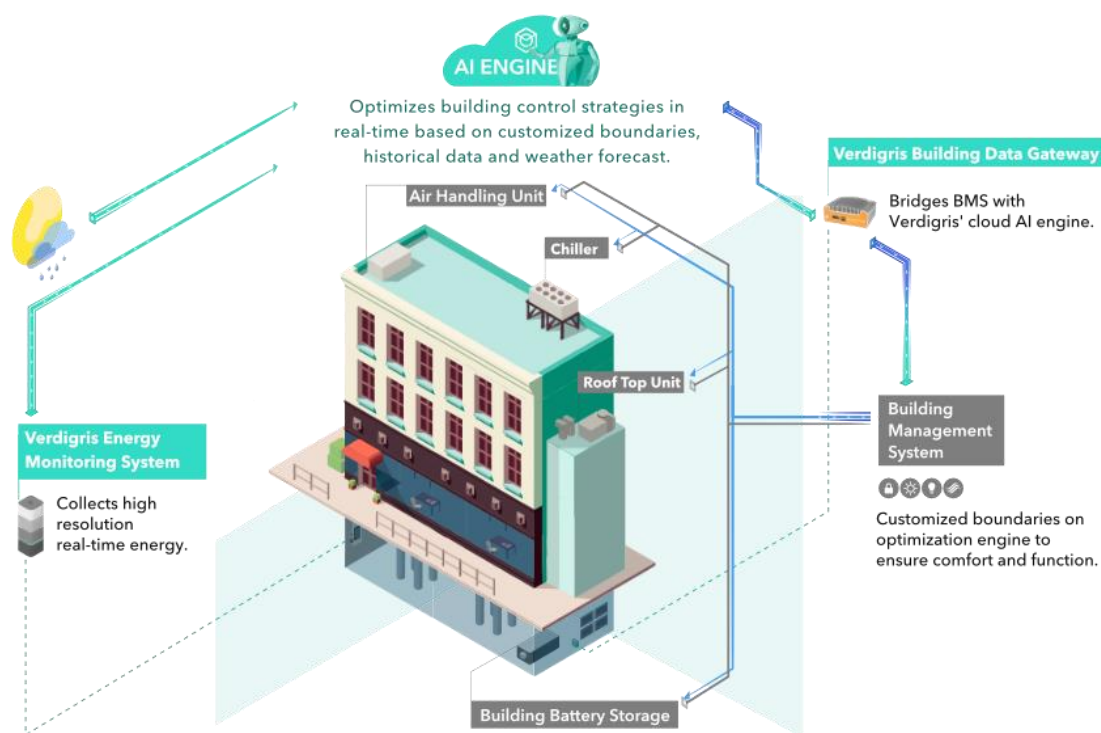 AI ENGINE
Optimizes building control strategies in
real-time based on customized boundaries,
historical data and weather forecast.
Verdigris Building Data Gateway
Bridges BMS with
Verdigris' cloud AI engine.
Air Handling Unit
Chiller
Roof Top Unit
Building
Management
System
Customized boundaries on
optimization engine to
ensure comfort and function.
Verdigris Energy
Monitoring System
Collects high
resolution
real-time energy.
Building Battery Storage